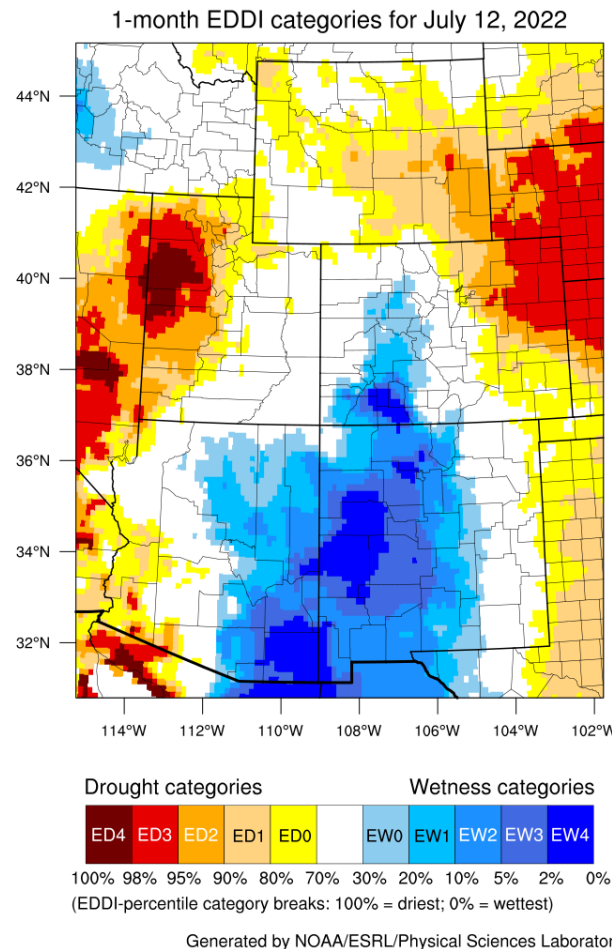 1-month EDDI categories for July 12, 2022
44°N
42°N
40°N
38°N
36°N
34°N
32°N
114°W 112°W 110°W 108°W 106°W 104°W 102°W
Drought categories Wetness categories
ED4 ED3 ED2 ED1 ED0 EW0 EW1 EW2 EW3 EW4
100% 98% 95% 90% 80% 70% 30% 20% 10% 5% 2% 0%
(EDDI-percentile category breaks: 100% = driest; 0% = wettest)
Generated by NOAA/ESRL/Physical Sciences Laborato